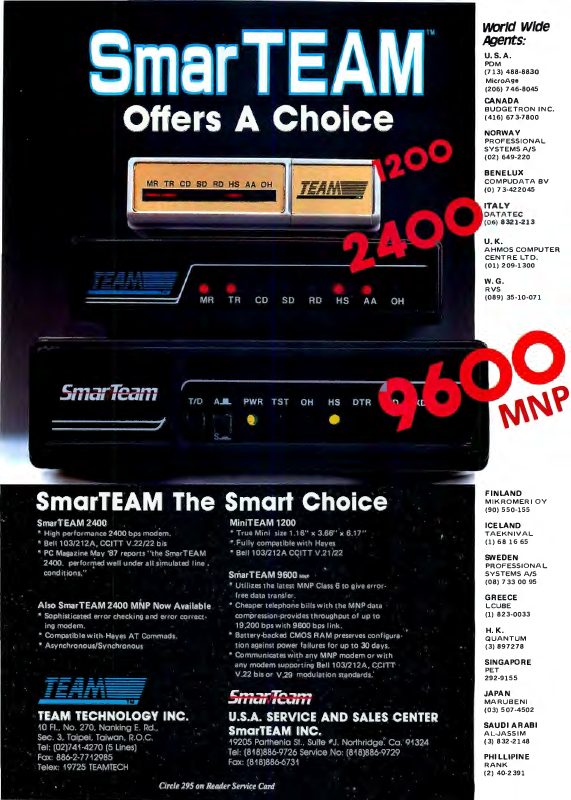 SmarTEAM™
Offers A Choice
1200
MR TR CD SD RD HS AA OH
TEAM
2400
TEAM
MR TR CD SD RD HS AA OH
9600
MNP
SmarTeam
T/D A PWR TST OH HS DTR
SmarTEAM The Smart Choice
SmarTEAM 2400
* High performance 2400 bps modem.
* Bell 103/212A, CCITT V.22/22 bis
* PC Magazine May '87 reports "the SmarTEAM
2400, performed well under all simulated line
conditions."
Also SmarTEAM 2400 MNP Now Available
* Sophisticated error checking and error correct-
ing modem.
* Compatible with Hayes AT Commads.
* Asynchronous/Synchronous
MiniTEAM 1200
* True Mini size 1.16" x 3.66" x 6.17"
* Fully compatible with Hayes
* Bell 103/212A CCITT V.21/22
SmarTEAM 9600 MNP
* Utilizes the latest MNP Class 6 to give error-
free data transfer.
* Cheaper telephone bills with the MNP data
compression-provides throughput of up to
19,200 bps with 9600 bps link.
* Battery-backed CMOS RAM preserves configura-
tion against power failures for up to 30 days.
* Communicates with any MNP modem or with
any modem supporting Bell 103/212A, CCITT
V.22 bis or V.29 modulation standards.
TEAM™
TEAM TECHNOLOGY INC.
10 Fl., No. 270, Nanking E. Rd.,
Sec. 3, Taipei, Taiwan, R.O.C.
Tel: (02)741-4270 (5 Lines)
Fax: 886-2-7712985
Telex: 19725 TEAMTECH
SmarTeam
U.S.A. SERVICE AND SALES CENTER
SmarTEAM INC.
19205 Parthenia St., Suite #J. Northridge, Ca. 91324
Tel: (818)886-9726 Service No: (818)886-9729
Fax: (818)886-6731
Circle 295 on Reader Service Card
World Wide
Agents:
U.S.A.
PDM
(713) 488-8830
MicroAge
(206) 746-8045
CANADA
BUDGETRON INC.
(416) 673-7800
NORWAY
PROFESSIONAL
SYSTEMS A/S
(02) 649-220
BENELUX
COMPUDATA BV
(0) 73-422045
ITALY
DATATEC
(06) 8321-213
U.K.
AHMOS COMPUTER
CENTRE LTD.
(01) 209-1300
W.G.
RVS
(089) 35-10-071
FINLAND
MIKROMERI OY
(90) 550-155
ICELAND
TAEKNIVAL
(1) 68 16 65
SWEDEN
PROFESSIONAL
SYSTEMS A/S
(08) 7 33 00 95
GREECE
LCUBE
(1) 823-0033
H.K.
QUANTUM
(3) 897278
SINGAPORE
PET
292-9155
JAPAN
MARUBENI
(03) 507-4502
SAUDI ARABI
AL-JASSIM
(3) 832-2148
PHILLIPINE
RANK
(2) 40-2391